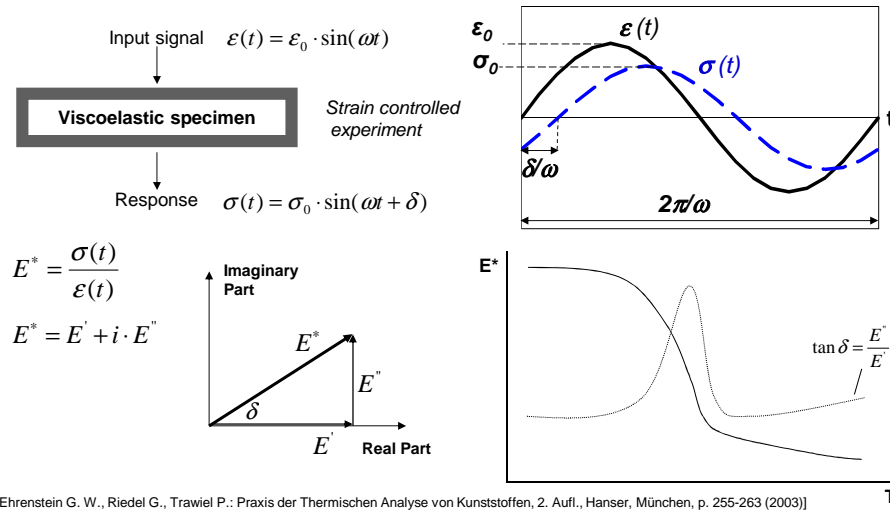 Input signal ε(t) = ε₀ · sin(ωt)
Viscoelastic specimen
Strain controlled
experiment
Response σ(t) = σ₀ · sin(ωt + δ)
ε₀
σ₀
ε(t)
σ(t)
t
δ/ω
2π/ω
E* = σ(t) / ε(t)
E* = E' + i · E"
Imaginary
Part
E*
E"
δ
E'
Real Part
E*
tan δ = E" / E'
T
Ehrenstein G. W., Riedel G., Trawiel P.: Praxis der Thermischen Analyse von Kunststoffen, 2. Aufl., Hanser, München, p. 255-263 (2003)]